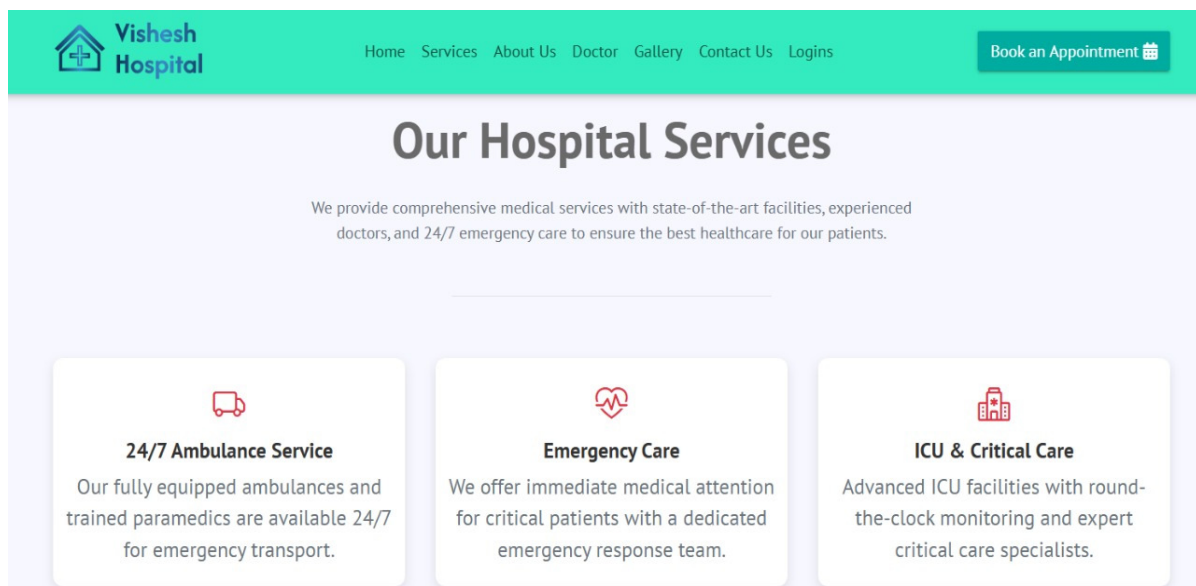 Vishesh
Hospital
Home Services About Us Doctor Gallery Contact Us Logins
Book an Appointment
Our Hospital Services
We provide comprehensive medical services with state-of-the-art facilities, experienced
doctors, and 24/7 emergency care to ensure the best healthcare for our patients.
24/7 Ambulance Service
Our fully equipped ambulances and
trained paramedics are available 24/7
for emergency transport.
Emergency Care
We offer immediate medical attention
for critical patients with a dedicated
emergency response team.
ICU & Critical Care
Advanced ICU facilities with round-
the-clock monitoring and expert
critical care specialists.